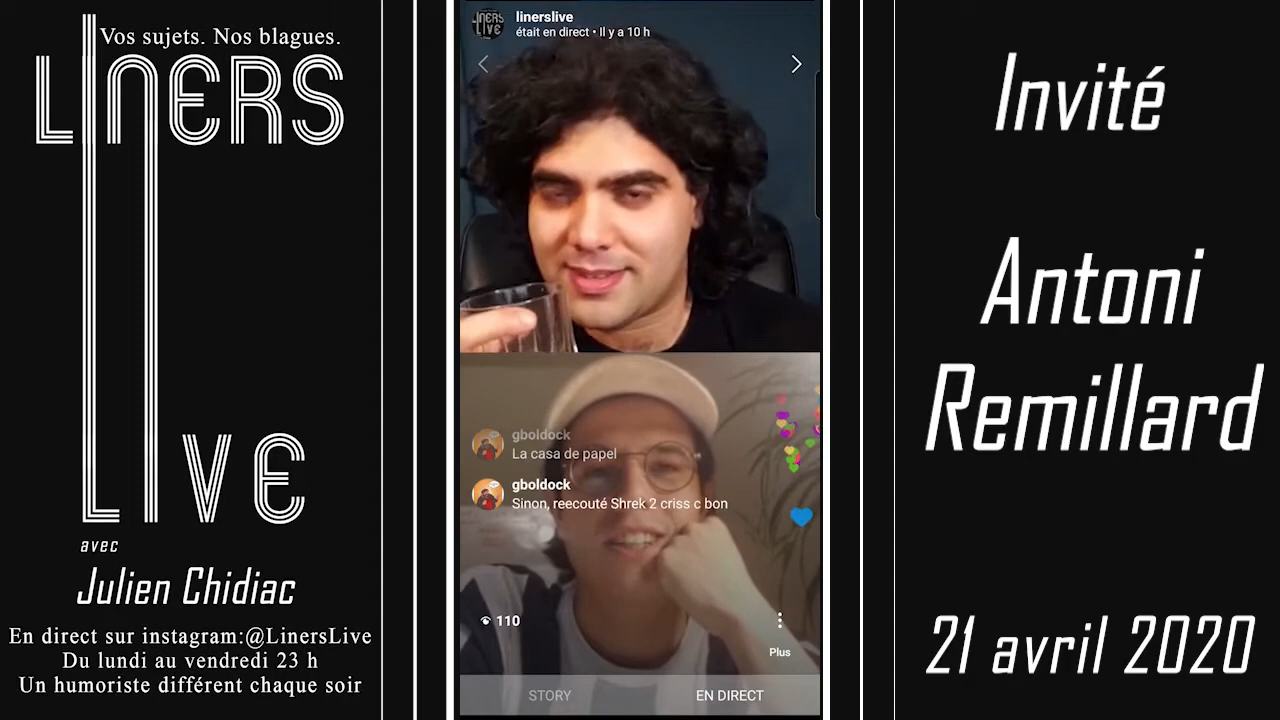 Vos sujets. Nos blagues.
LINERS
LIVE
avec
Julien Chidiac
En direct sur instagram:@LinersLive
Du lundi au vendredi 23 h
Un humoriste différent chaque soir
LINERS
LIVE
linerslive
était en direct • Il y a 10 h
gboldock
La casa de papel
gboldock
Sinon, reecouté Shrek 2 criss c bon
110
Plus
STORY
EN DIRECT
Invité
Antoni
Remillard
21 avril 2020